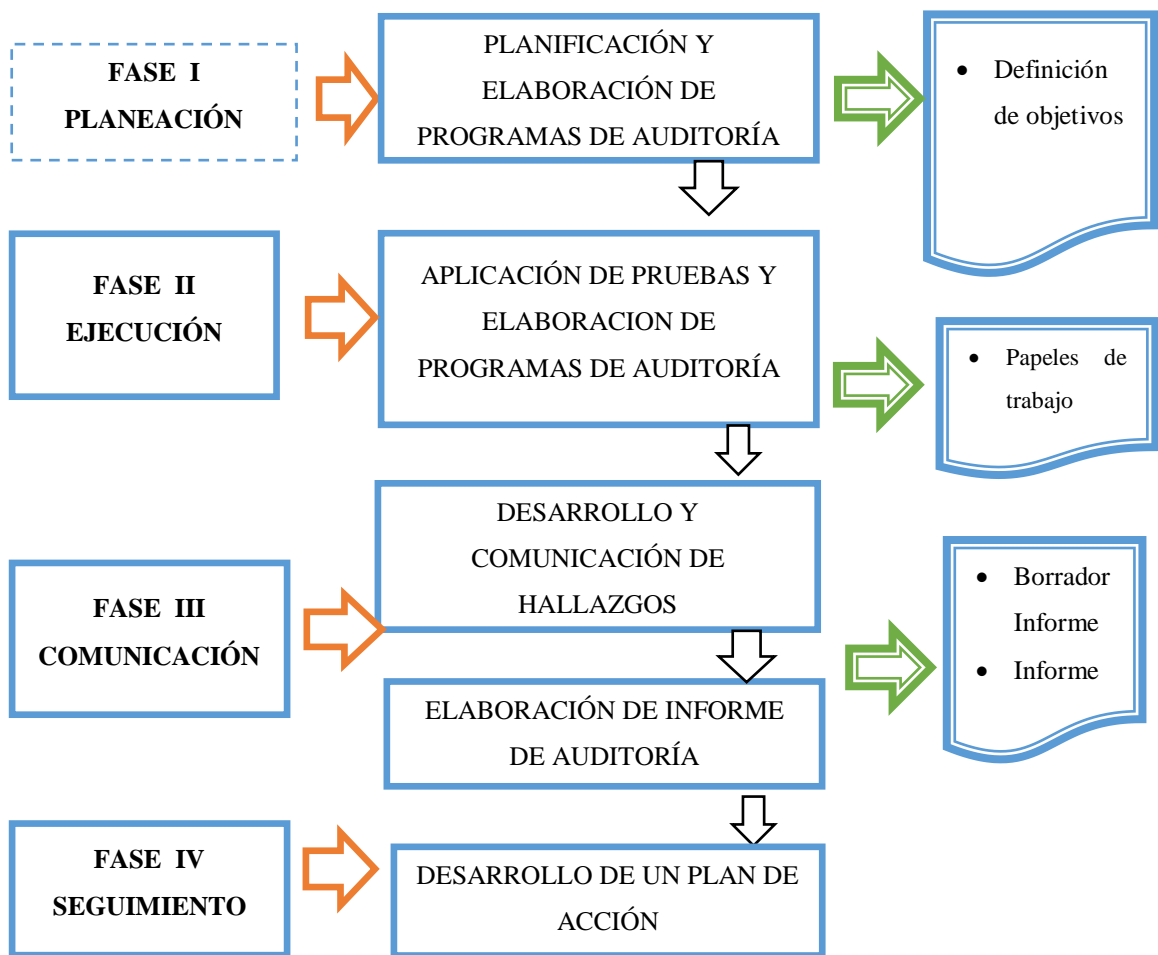 FASE I
PLANEACIÓN
PLANIFICACIÓN Y
ELABORACIÓN DE
PROGRAMAS DE AUDITORÍA
• Definición
de objetivos
FASE II
EJECUCIÓN
APLICACIÓN DE PRUEBAS Y
ELABORACION DE
PROGRAMAS DE AUDITORÍA
• Papeles de
trabajo
FASE III
COMUNICACIÓN
DESARROLLO Y
COMUNICACIÓN DE
HALLAZGOS
ELABORACIÓN DE INFORME
DE AUDITORÍA
• Borrador
Informe
• Informe
FASE IV
SEGUIMIENTO
DESARROLLO DE UN PLAN DE
ACCIÓN